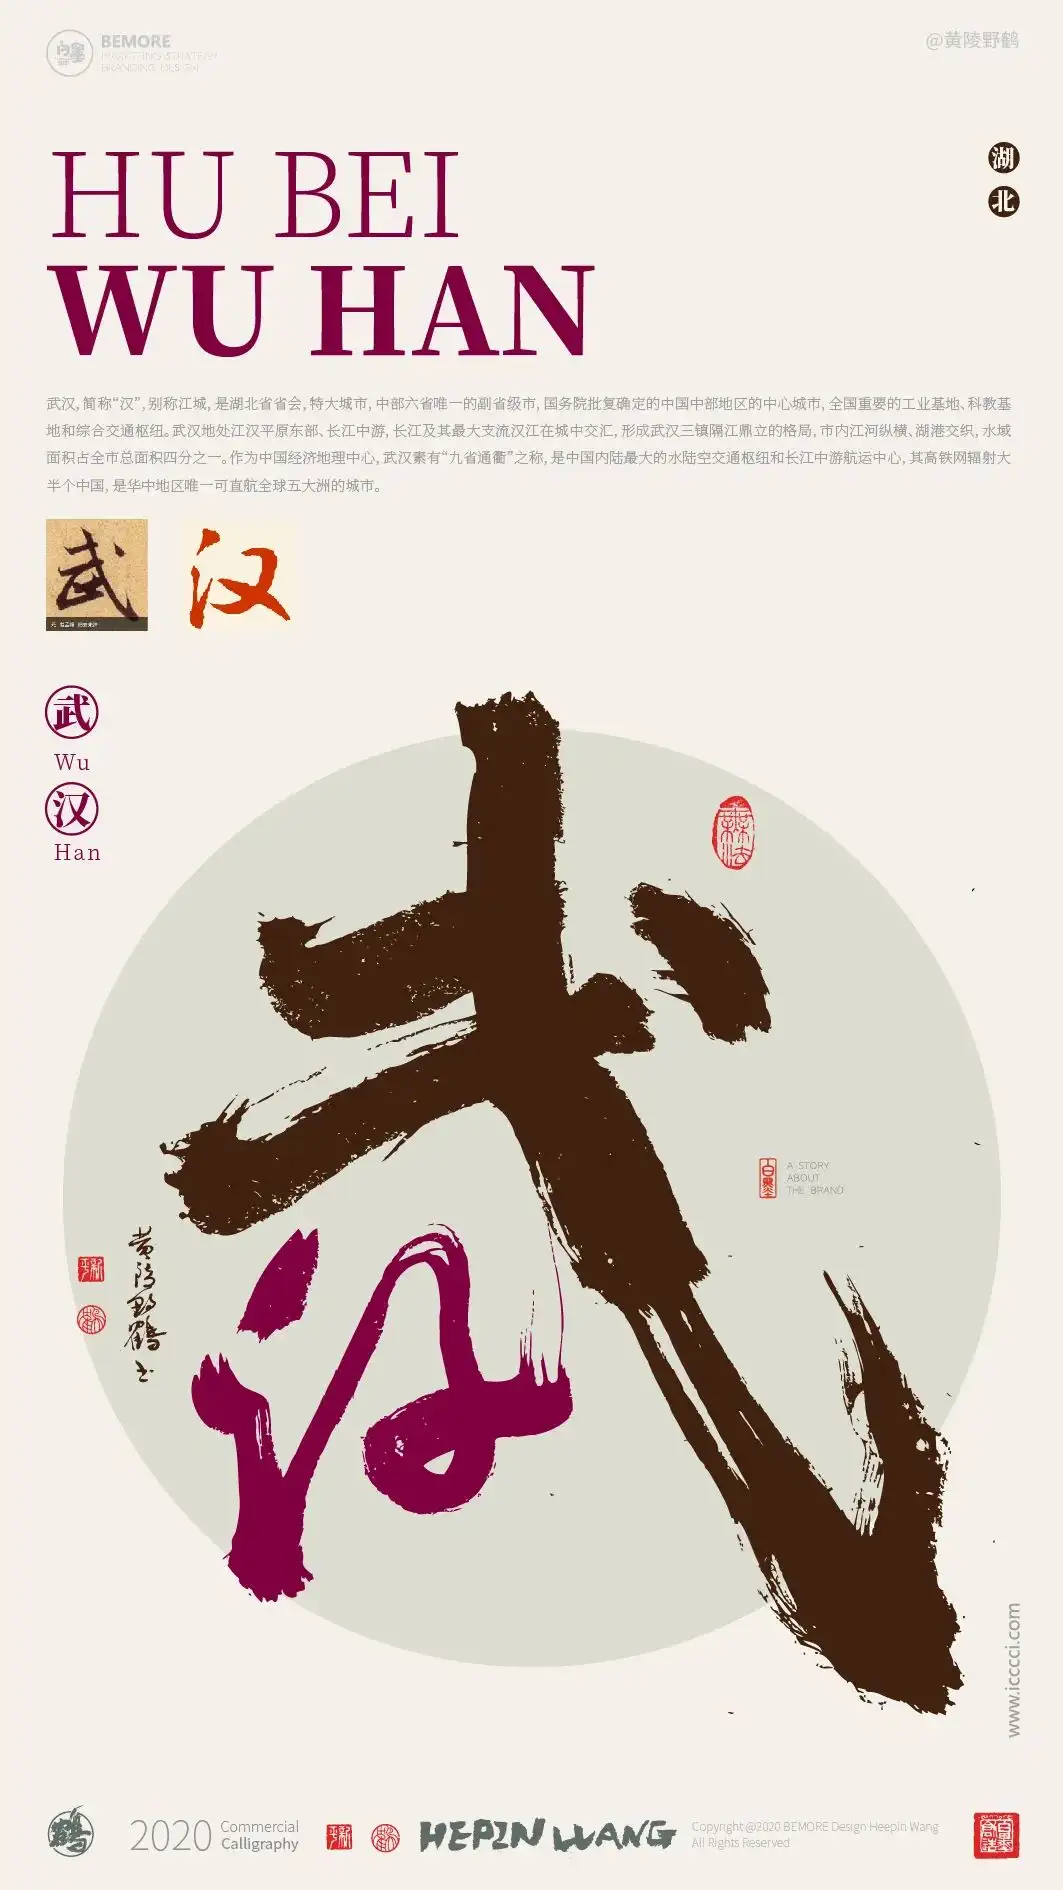 BEMORE
MARKETING STRATEGY
BRANDING DESIGN
@黄陵野鹤
HU BEI
WU HAN
湖
北
武汉,简称“汉”,别称江城,是湖北省省会,特大城市,中部六省唯一的副省级市,国务院批复确定的中国中部地区的中心城市,全国重要的工业基地、科教基
地和综合交通枢纽。武汉地处江汉平原东部、长江中游,长江及其最大支流汉江在城中交汇,形成武汉三镇隔江鼎立的格局,市内江河纵横、湖港交织,水域
面积占全市总面积四分之一。作为中国经济地理中心,武汉素有“九省通衢”之称,是中国内陆最大的水陆空交通枢纽和长江中游航运中心,其高铁网辐射大
半个中国,是华中地区唯一可直航全球五大洲的城市。
武
汉
武
Wu
汉
Han
武
汉
A STORY
ABOUT
THE BRAND
黄陵野鹤书
www.icccci.com
鹤
2020
Commercial
Calligraphy
HEPIN WANG
Copyright@2020 BEMORE Design Heepin Wang
All Rights Reserved